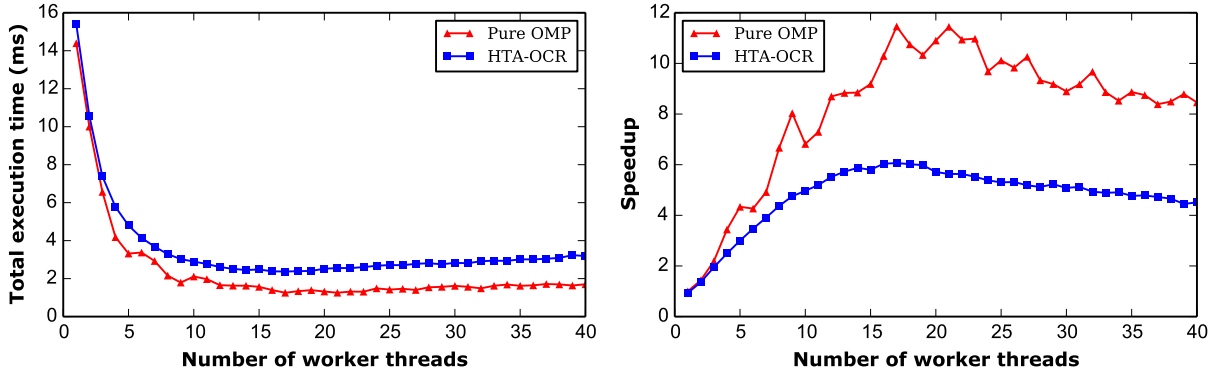 Total execution time (ms)
16
14
12
10
8
6
4
2
0
0 5 10 15 20 25 30 35 40
Number of worker threads
Pure OMP
HTA-OCR
Speedup
12
10
8
6
4
2
0
0 5 10 15 20 25 30 35 40
Number of worker threads
Pure OMP
HTA-OCR